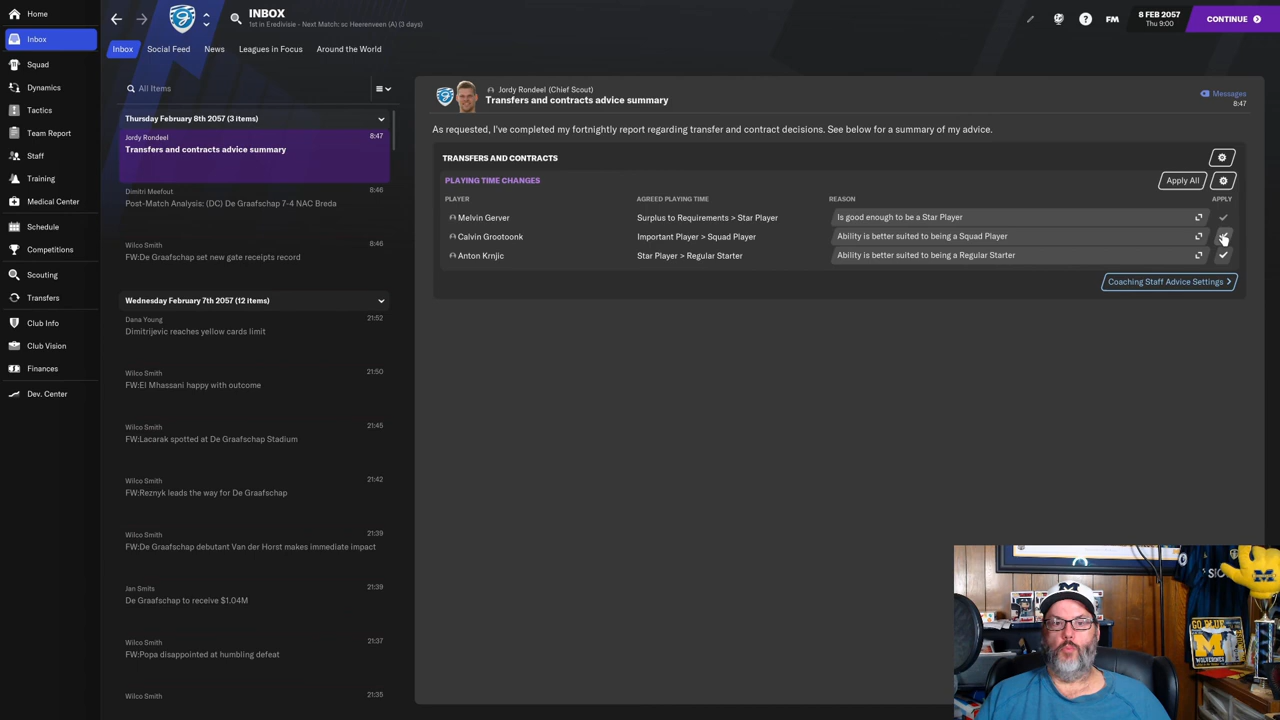 Home
Inbox
Squad
Dynamics
Tactics
Team Report
Staff
Training
Medical Center
Schedule
Competitions
Scouting
Transfers
Club Info
Club Vision
Finances
Dev. Center
INBOX
1st in Eredivisie - Next Match: sc Heerenveen (A) (3 days)
FM
8 FEB 2057
Thu 9:00
CONTINUE
Inbox
Social Feed
News
Leagues in Focus
Around the World
All Items
Thursday February 8th 2057 (3 items)
Jordy Rondeel
8:47
Transfers and contracts advice summary
Dimitri Meefout
8:46
Post-Match Analysis: (DC) De Graafschap 7-4 NAC Breda
Wilco Smith
8:46
FW:De Graafschap set new gate receipts record
Wednesday February 7th 2057 (12 items)
Dana Young
21:52
Dimitrijevic reaches yellow cards limit
Wilco Smith
21:50
FW:El Mhassani happy with outcome
Wilco Smith
21:45
FW:Lacarak spotted at De Graafschap Stadium
Wilco Smith
21:42
FW:Reznyk leads the way for De Graafschap
Wilco Smith
21:39
FW:De Graafschap debutant Van der Horst makes immediate impact
Jan Smits
21:39
De Graafschap to receive $1.04M
Wilco Smith
21:37
FW:Popa disappointed at humbling defeat
Wilco Smith
21:35
Jordy Rondeel (Chief Scout)
Transfers and contracts advice summary
Messages
8:47
As requested, I've completed my fortnightly report regarding transfer and contract decisions. See below for a summary of my advice.
TRANSFERS AND CONTRACTS
PLAYING TIME CHANGES
Apply All
PLAYER
AGREED PLAYING TIME
REASON
APPLY
Melvin Gerver
Surplus to Requirements > Star Player
Is good enough to be a Star Player
Calvin Grootoonk
Important Player > Squad Player
Ability is better suited to being a Squad Player
Anton Krnjic
Star Player > Regular Starter
Ability is better suited to being a Regular Starter
Coaching Staff Advice Settings >
GO BLUE
WOLVERINES